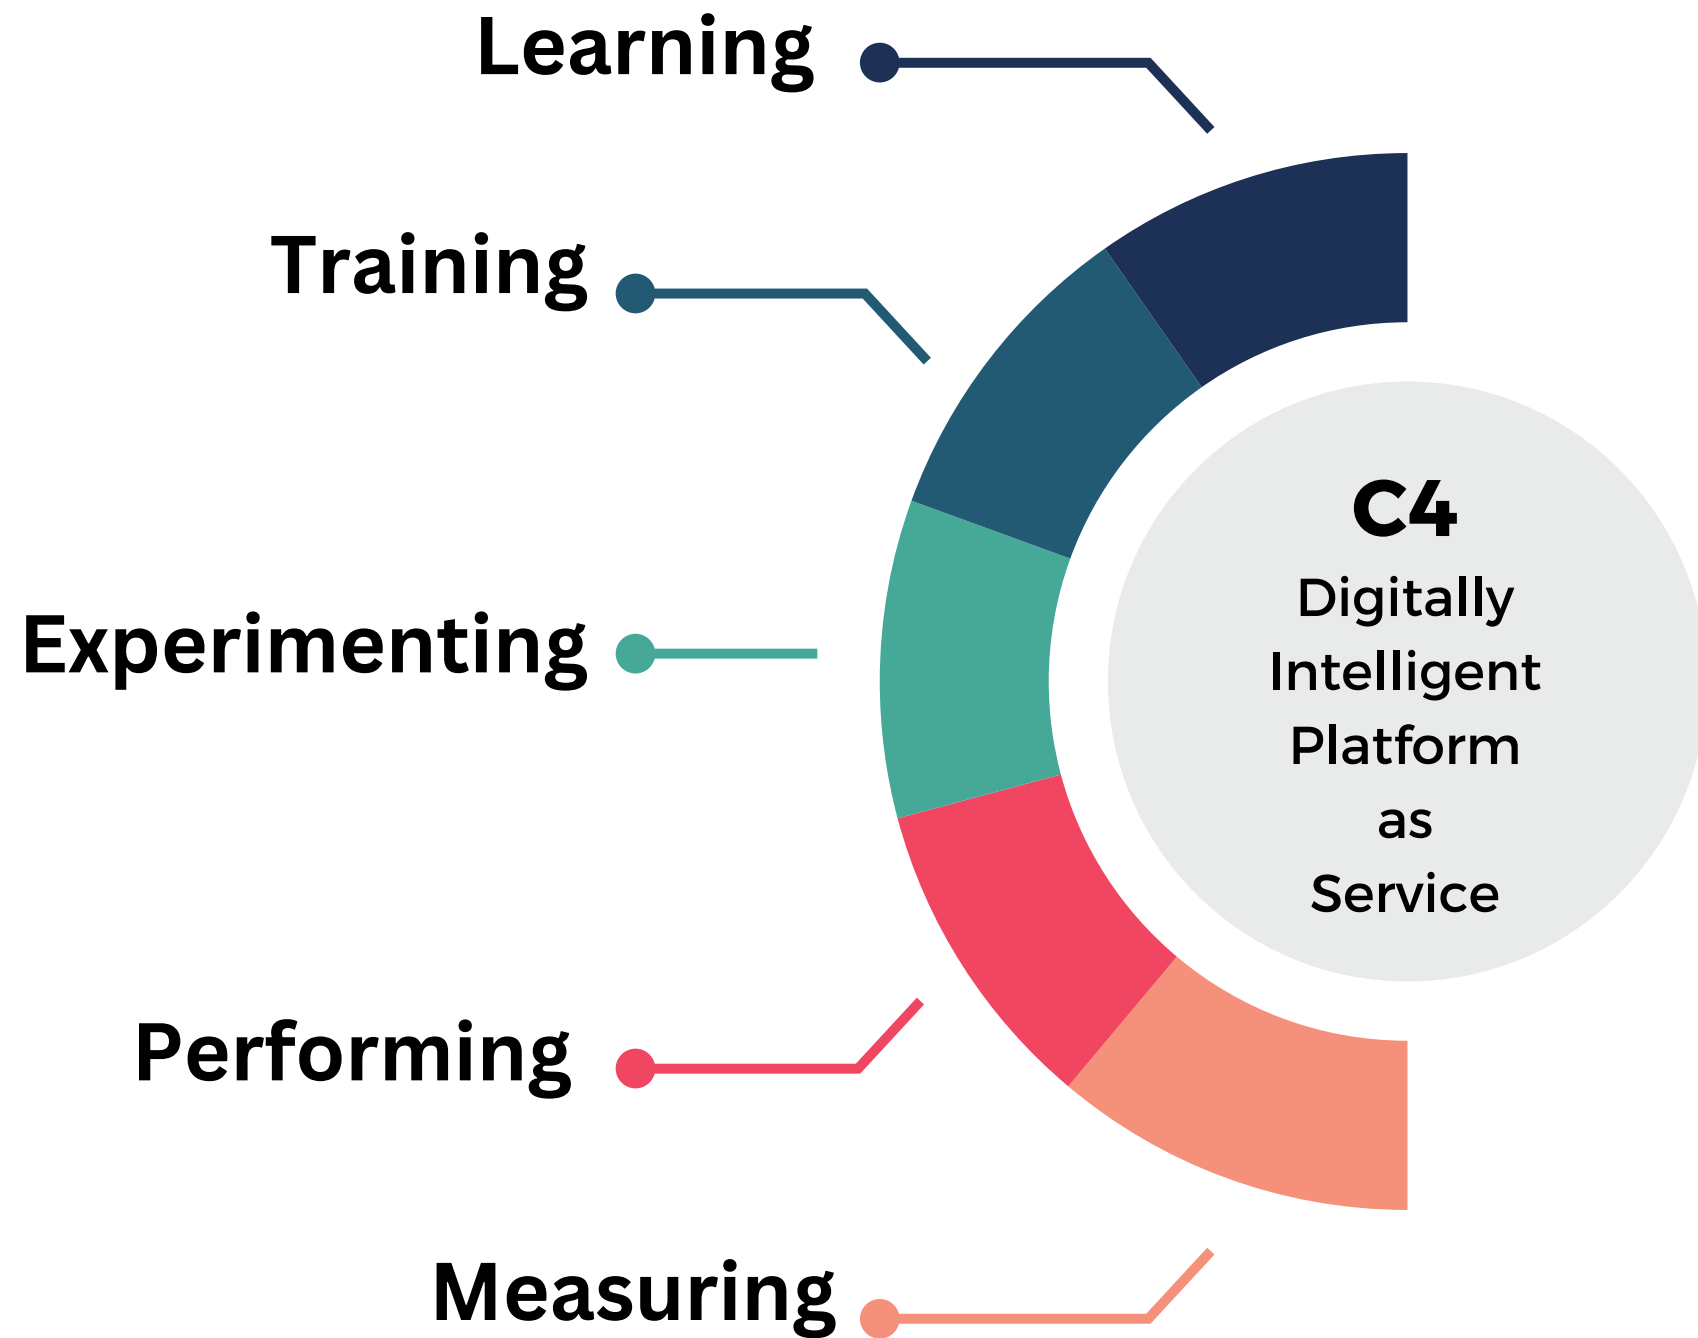 Learning
Training
Experimenting
Performing
Measuring
C4
Digitally
Intelligent
Platform
as
Service